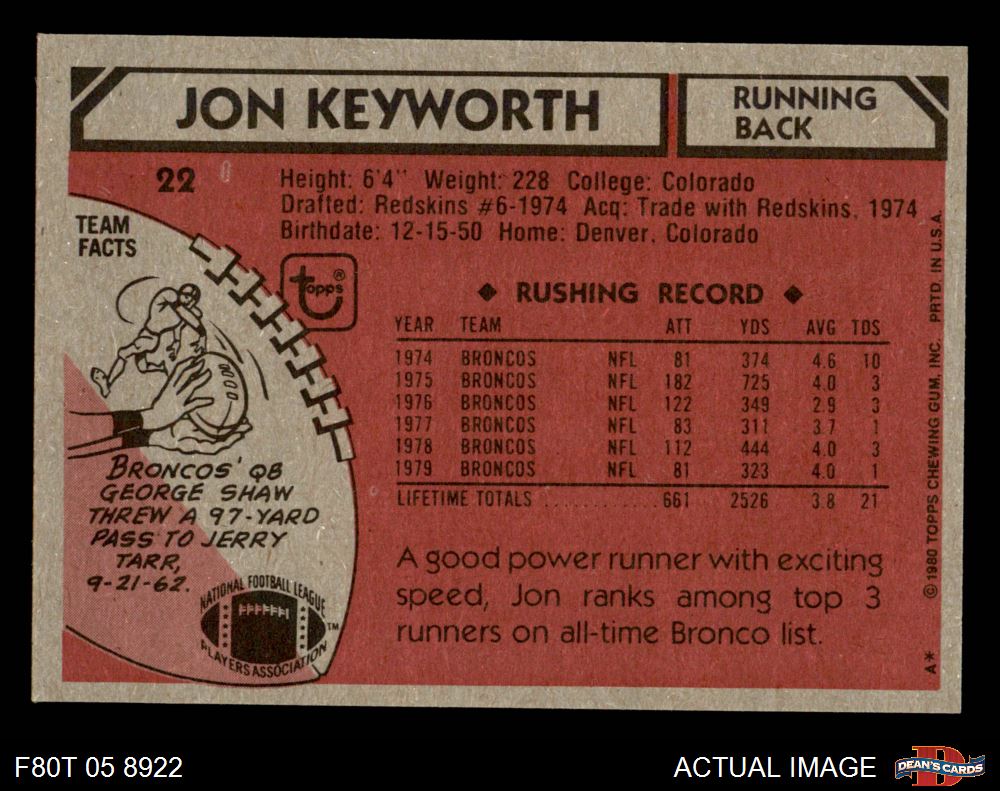 JON KEYWORTH
RUNNING
BACK
22
Height: 6'4" Weight: 228 College: Colorado
Drafted: Redskins #6-1974 Acq: Trade with Redskins, 1974
Birthdate: 12-15-50 Home: Denver, Colorado
TEAM
FACTS
topps®
BRONCOS' QB
GEORGE SHAW
THREW A 97-YARD
PASS TO JERRY
TARR,
9-21-62.
NATIONAL FOOTBALL LEAGUE
PLAYERS ASSOCIATION
TM
◆ RUSHING RECORD ◆
YEAR TEAM ATT YDS AVG TDS
1974 BRONCOS NFL 81 374 4.6 10
1975 BRONCOS NFL 182 725 4.0 3
1976 BRONCOS NFL 122 349 2.9 3
1977 BRONCOS NFL 83 311 3.7 1
1978 BRONCOS NFL 112 444 4.0 3
1979 BRONCOS NFL 81 323 4.0 1
LIFETIME TOTALS .......... 661 2526 3.8 21
A good power runner with exciting
speed, Jon ranks among top 3
runners on all-time Bronco list.
A* © 1980 TOPPS CHEWING GUM, INC. PRTD. IN U.S.A.
F80T 05 8922
ACTUAL IMAGE
D
DEAN'S CARDS